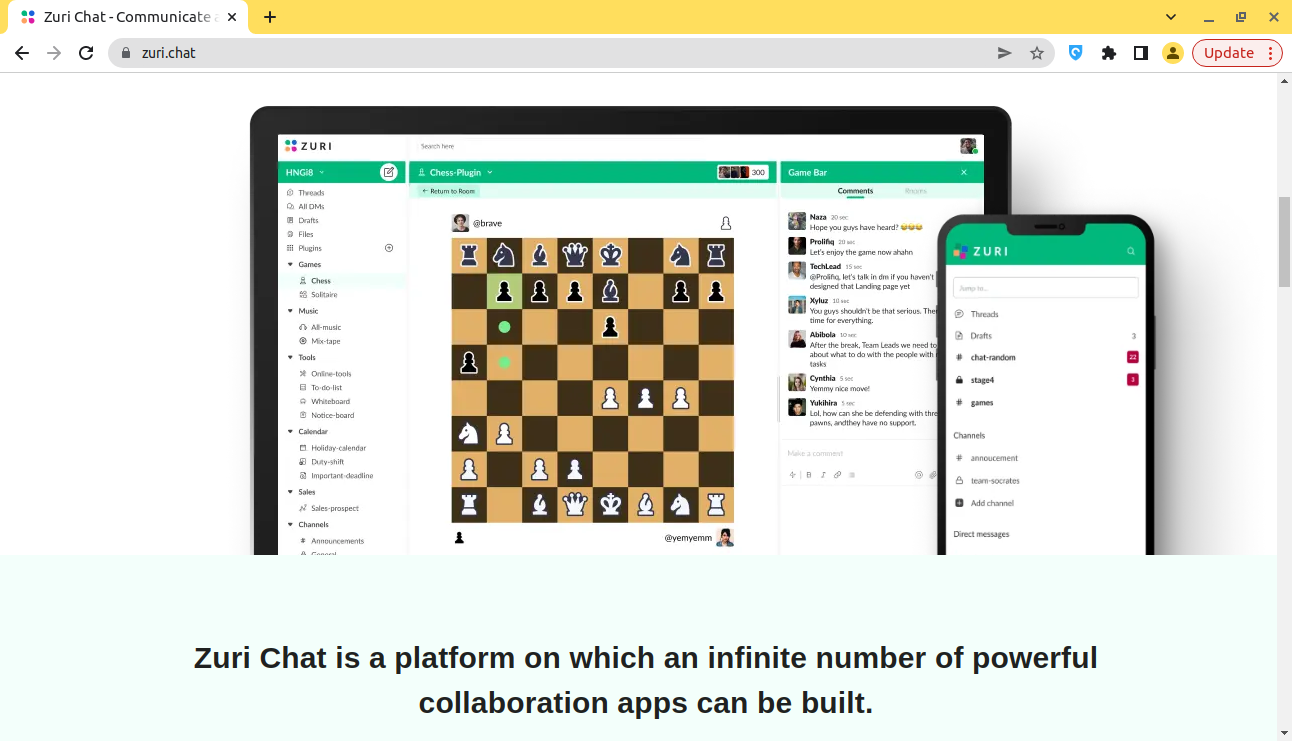 Zuri Chat - Communicate a
zuri.chat
Update
ZURI
Search here
HNGi8
Chess-Plugin
300
Game Bar
Return to Room
Comments
Rooms
Threads
All DMs
Drafts
Files
Plugins
Games
Chess
Solitaire
Music
All-music
Mix-tape
Tools
Online-tools
To-do-list
Whiteboard
Notice-board
Calendar
Holiday-calendar
Duty-shift
Important-deadline
Sales
Sales-prospect
Channels
Announcements
General
@brave
@yemyemm
Naza 20 sec
Hope you guys have heard? 😂😂😂
Prolifiq 20 sec
Let's enjoy the game now ahahn
TechLead 15 sec
@Prolifiq, let's talk in dm if you haven't
designed that Landing page yet
Xyluz 10 sec
You guys shouldn't be that serious. The
time for everything.
Abibola 10 sec
After the break, Team Leads we need to
about what to do with the people with
tasks
Cynthia 5 sec
Yemmy nice move!
Yukihira 5 sec
Lol, how can she be defending with thre
pawns, andthey have no support.
Make a comment
B I
ZURI
Jump to...
Threads
Drafts 3
# chat-random 22
stage4 3
# games
Channels
# annoucement
team-socrates
Add channel
Direct messages
Zuri Chat is a platform on which an infinite number of powerful
collaboration apps can be built.